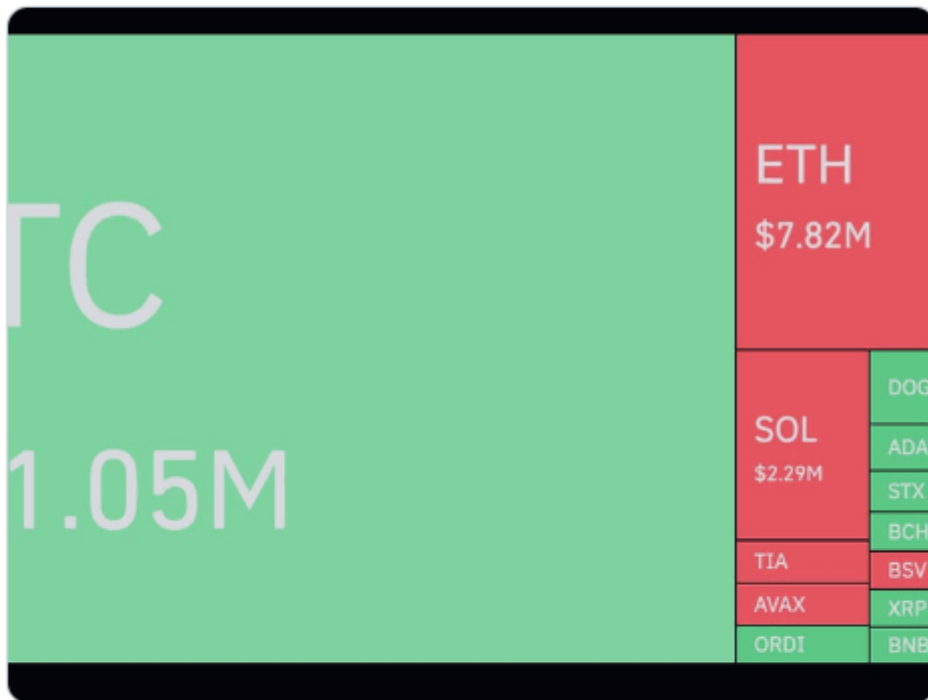 TC
1.05M
ETH
$7.82M
SOL
$2.29M
TIA
AVAX
ORDI
DOG
ADA
STX
BCH
BSV
XRP
BNB